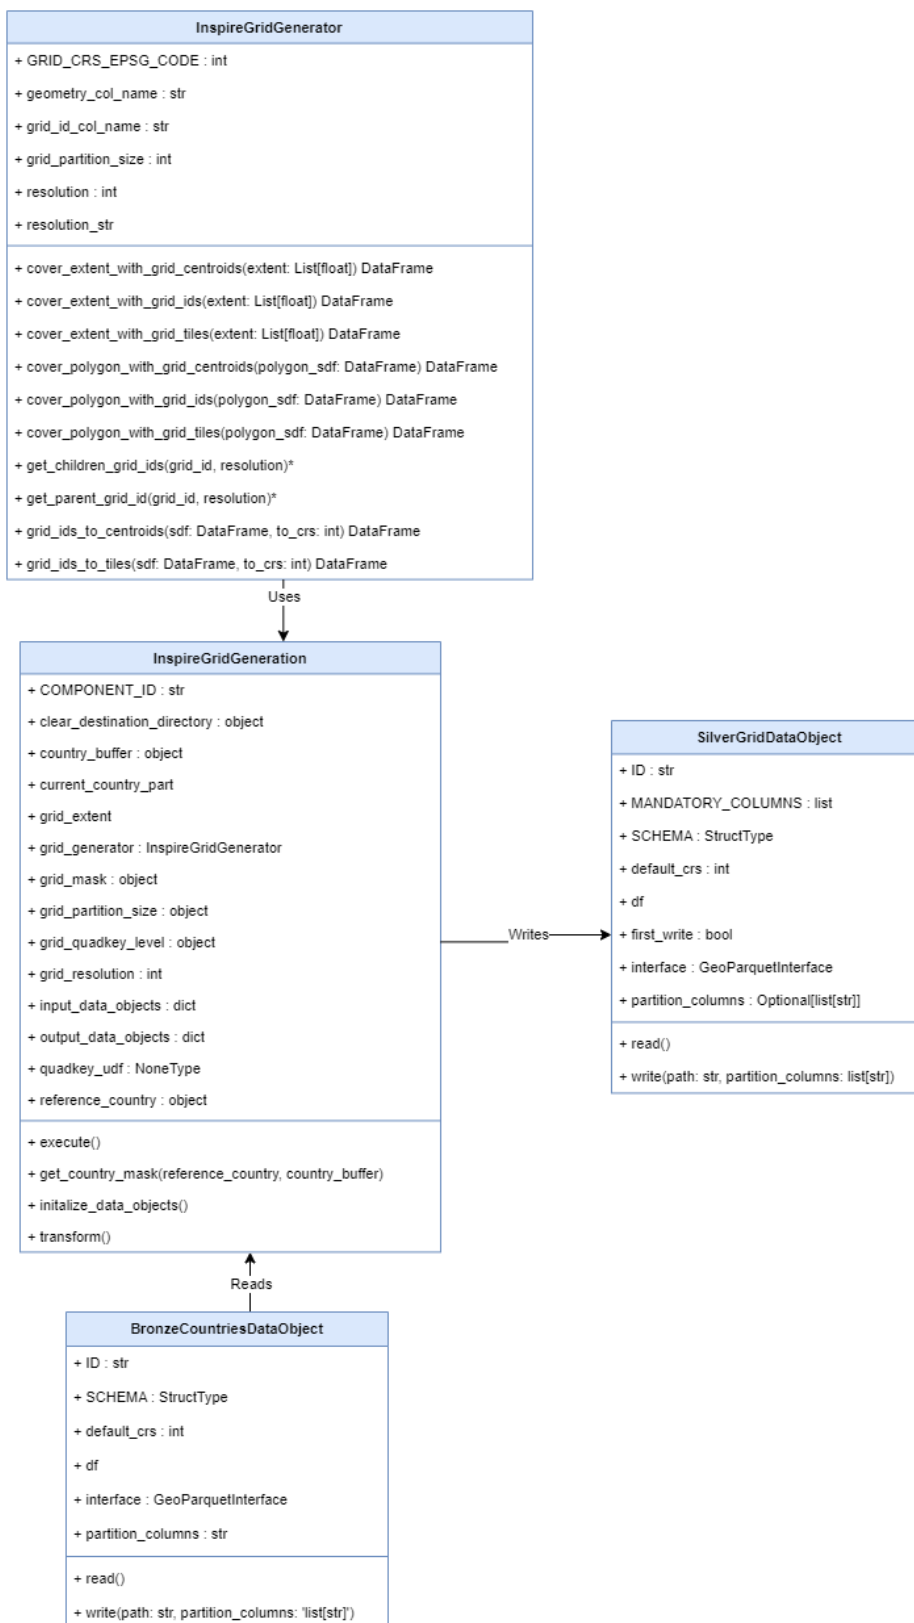 InspireGridGenerator
+ GRID_CRS_EPSG_CODE : int
+ geometry_col_name : str
+ grid_id_col_name : str
+ grid_partition_size : int
+ resolution : int
+ resolution_str
+ cover_extent_with_grid_centroids(extent: List[float]) DataFrame
+ cover_extent_with_grid_ids(extent: List[float]) DataFrame
+ cover_extent_with_grid_tiles(extent: List[float]) DataFrame
+ cover_polygon_with_grid_centroids(polygon_sdf: DataFrame) DataFrame
+ cover_polygon_with_grid_ids(polygon_sdf: DataFrame) DataFrame
+ cover_polygon_with_grid_tiles(polygon_sdf: DataFrame) DataFrame
+ get_children_grid_ids(grid_id, resolution)*
+ get_parent_grid_id(grid_id, resolution)*
+ grid_ids_to_centroids(sdf: DataFrame, to_crs: int) DataFrame
+ grid_ids_to_tiles(sdf: DataFrame, to_crs: int) DataFrame
Uses
InspireGridGeneration
+ COMPONENT_ID : str
+ clear_destination_directory : object
+ country_buffer : object
+ current_country_part
+ grid_extent
+ grid_generator : InspireGridGenerator
+ grid_mask : object
+ grid_partition_size : object
+ grid_quadkey_level : object
+ grid_resolution : int
+ input_data_objects : dict
+ output_data_objects : dict
+ quadkey_udf : NoneType
+ reference_country : object
+ execute()
+ get_country_mask(reference_country, country_buffer)
+ initalize_data_objects()
+ transform()
Writes
SilverGridDataObject
+ ID : str
+ MANDATORY_COLUMNS : list
+ SCHEMA : StructType
+ default_crs : int
+ df
+ first_write : bool
+ interface : GeoParquetInterface
+ partition_columns : Optional[list[str]]
+ read()
+ write(path: str, partition_columns: list[str])
Reads
BronzeCountriesDataObject
+ ID : str
+ SCHEMA : StructType
+ default_crs : int
+ df
+ interface : GeoParquetInterface
+ partition_columns : str
+ read()
+ write(path: str, partition_columns: 'list[str]')